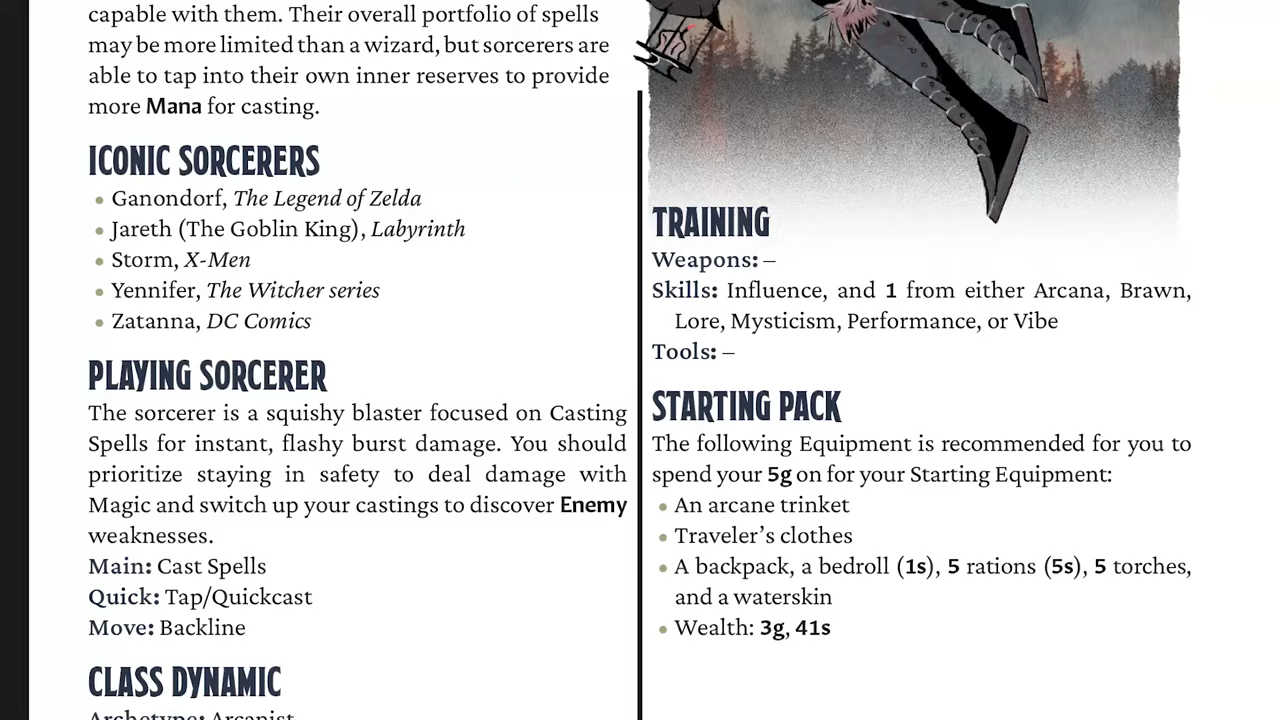 capable with them. Their overall portfolio of spells
may be more limited than a wizard, but sorcerers are
able to tap into their own inner reserves to provide
more Mana for casting.
ICONIC SORCERERS
• Ganondorf, The Legend of Zelda
• Jareth (The Goblin King), Labyrinth
• Storm, X-Men
• Yennifer, The Witcher series
• Zatanna, DC Comics
PLAYING SORCERER
The sorcerer is a squishy blaster focused on Casting
Spells for instant, flashy burst damage. You should
prioritize staying in safety to deal damage with
Magic and switch up your castings to discover Enemy
weaknesses.
Main: Cast Spells
Quick: Tap/Quickcast
Move: Backline
CLASS DYNAMIC
Archetype: Arcanist
TRAINING
Weapons: –
Skills: Influence, and 1 from either Arcana, Brawn,
Lore, Mysticism, Performance, or Vibe
Tools: –
STARTING PACK
The following Equipment is recommended for you to
spend your 5g on for your Starting Equipment:
• An arcane trinket
• Traveler’s clothes
• A backpack, a bedroll (1s), 5 rations (5s), 5 torches,
and a waterskin
• Wealth: 3g, 41s